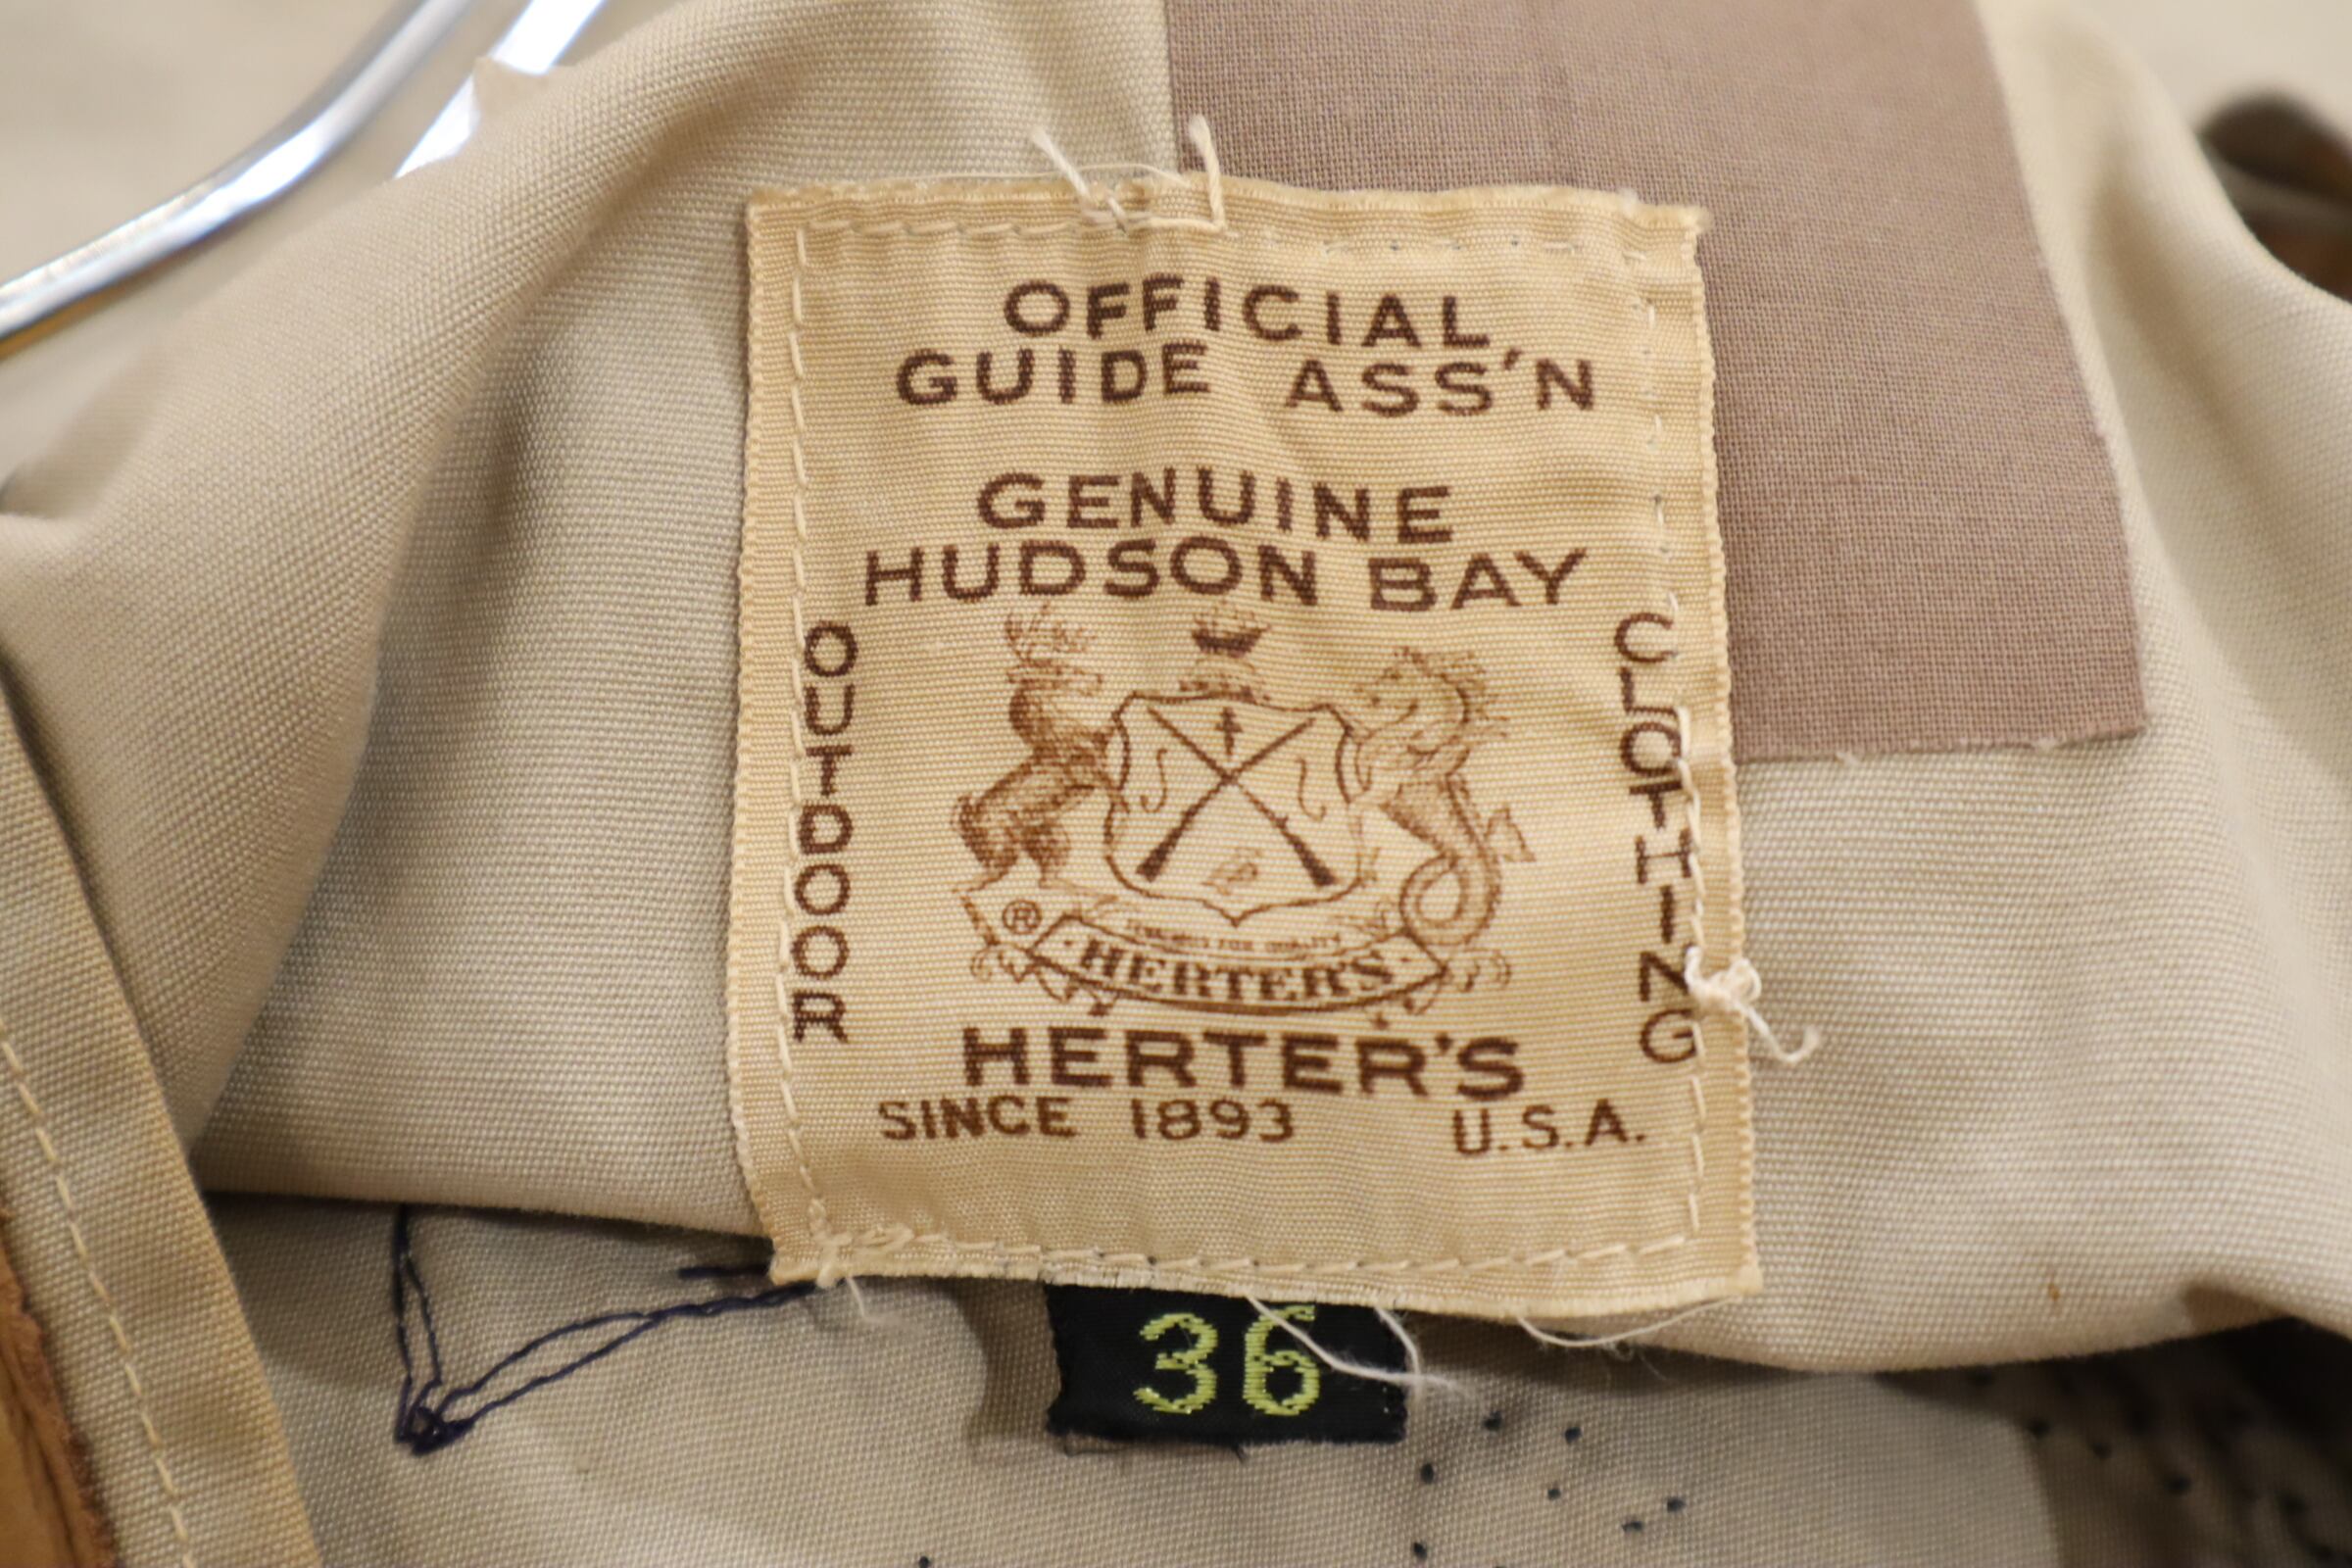 OFFICIAL
GUIDE ASS'N
GENUINE
HUDSON BAY
OUTDOOR
CLOTHING
®
HERTER'S
HERTER'S
SINCE 1893 U.S.A.
36